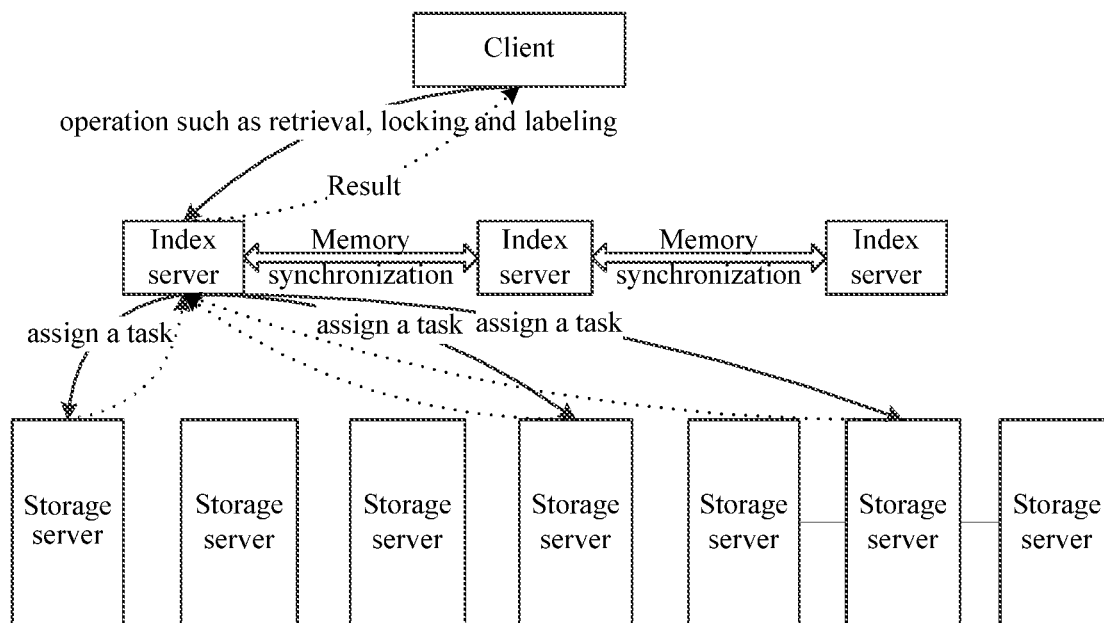 Client
operation such as retrieval, locking and labeling
Result
Index
server
Memory
synchronization
Index
server
Memory
synchronization
Index
server
assign a task
assign a task
assign a task
Storage
server
Storage
server
Storage
server
Storage
server
Storage
server
Storage
server
Storage
server